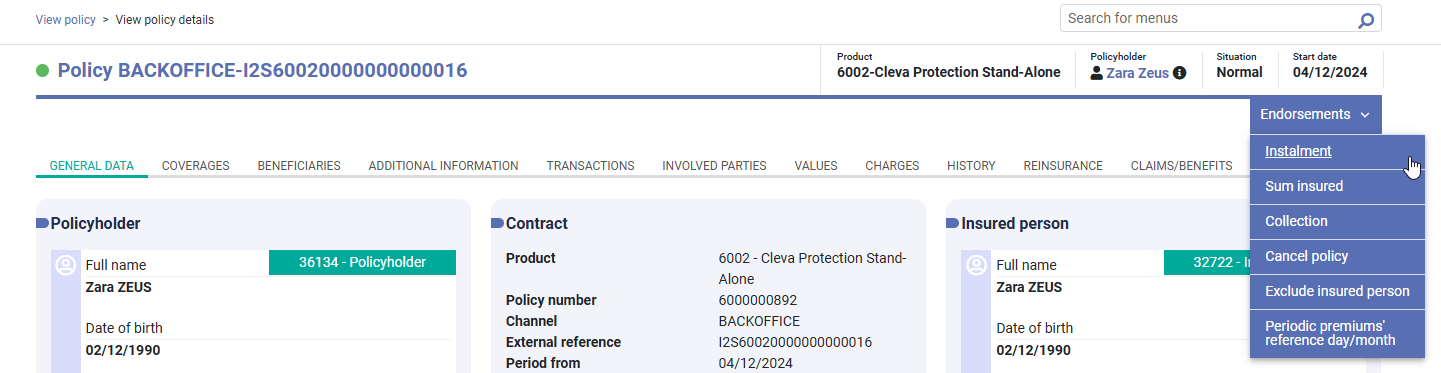 View policy > View policy details
Search for menus
Policy BACKOFFICE-I2S60020000000000016
Product
6002-Cleva Protection Stand-Alone
Policyholder
Zara Zeus
Situation
Normal
Start date
04/12/2024
Endorsements
Instalment
Sum insured
Collection
Cancel policy
Exclude insured person
Periodic premiums'
reference day/month
GENERAL DATA COVERAGES BENEFICIARIES ADDITIONAL INFORMATION TRANSACTIONS INVOLVED PARTIES VALUES CHARGES HISTORY REINSURANCE CLAIMS/BENEFITS
Policyholder
Full name
36134 - Policyholder
Zara ZEUS
Date of birth
02/12/1990
Contract
Product 6002 - Cleva Protection Stand-
Alone
Policy number 6000000892
Channel BACKOFFICE
External reference I2S60020000000000016
Period from 04/12/2024
Insured person
Full name
32722 -
Zara ZEUS
Date of birth
02/12/1990